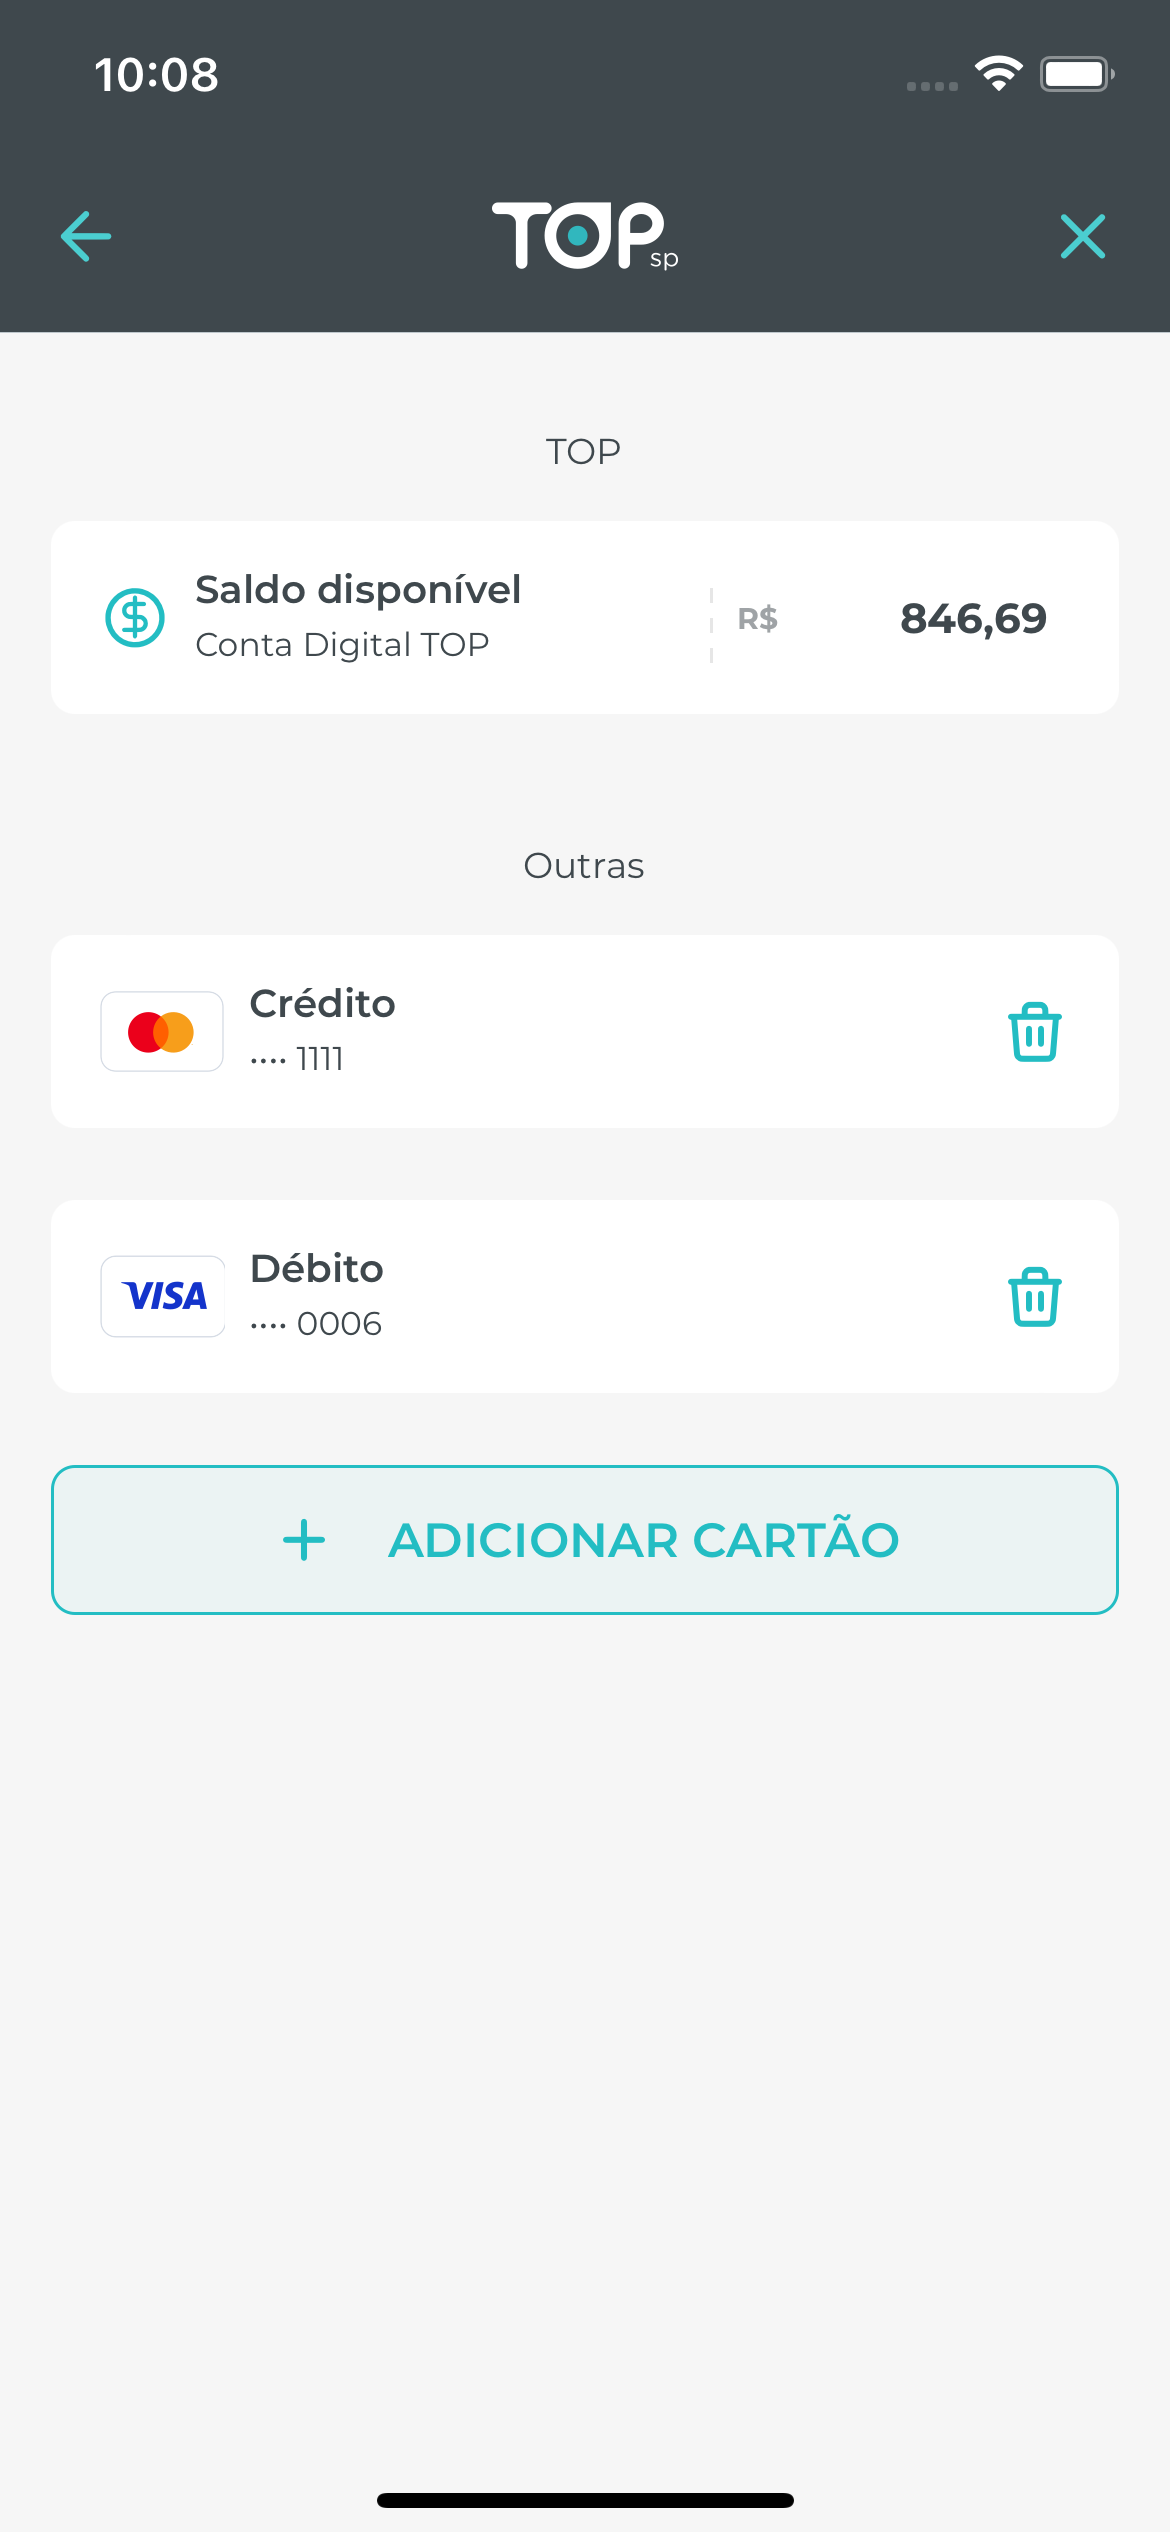 10:08
TOP
sp
TOP
Saldo disponível
Conta Digital TOP
R$ 846,69
Outras
Crédito
•••• 1111
VISA
Débito
•••• 0006
+ ADICIONAR CARTÃO